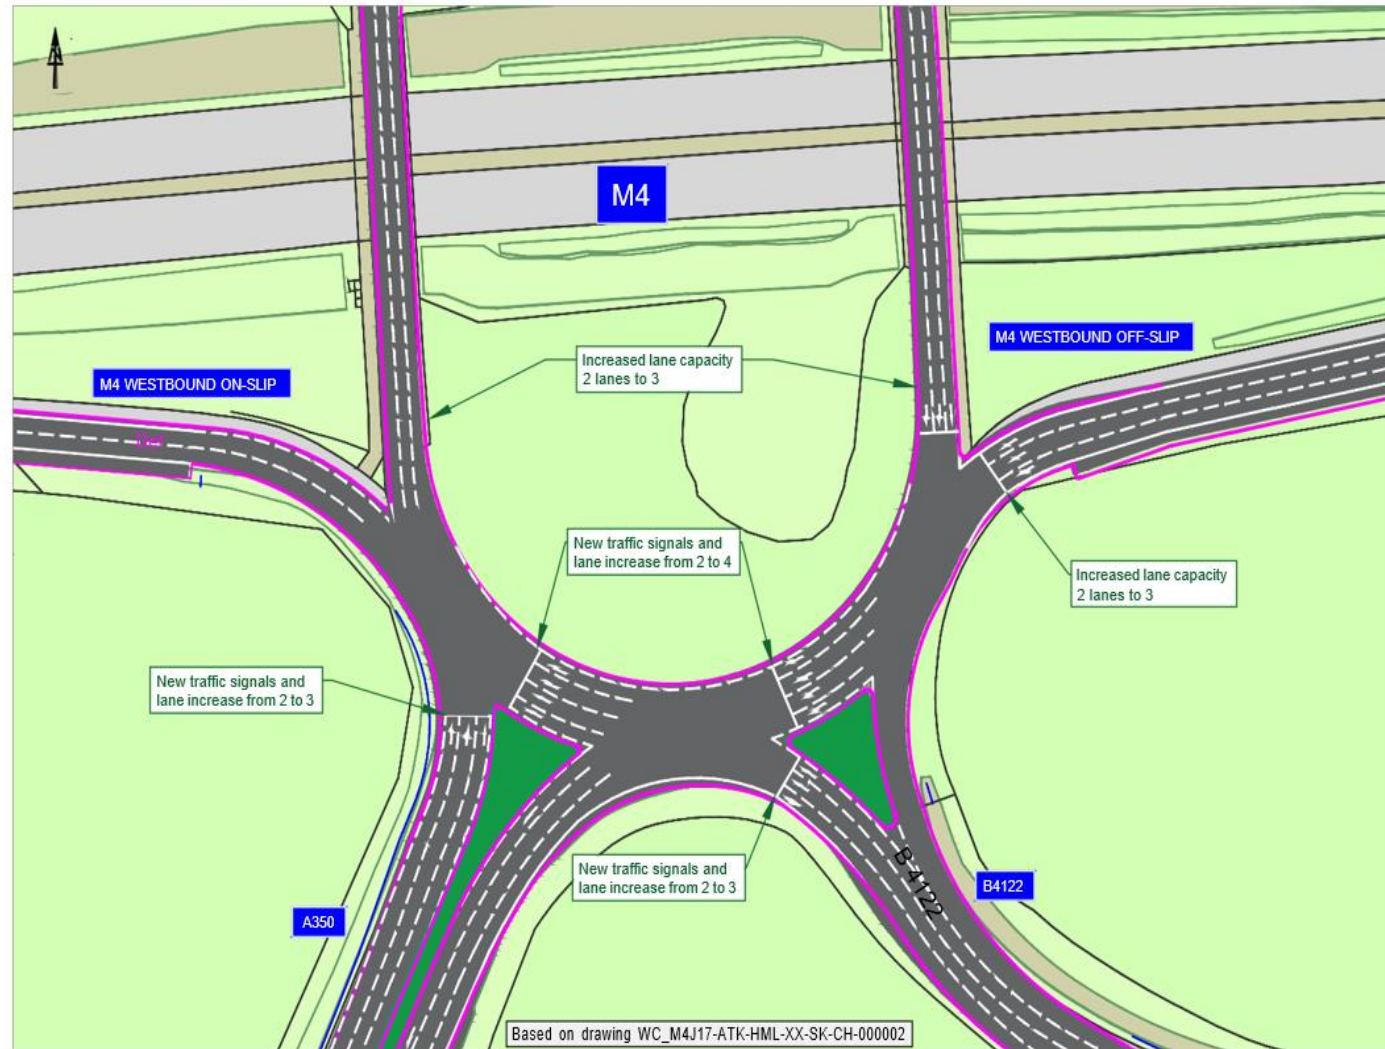 N
M4
M4 WESTBOUND OFF-SLIP
Increased lane capacity
2 lanes to 3
M4 WESTBOUND ON-SLIP
New traffic signals and
lane increase from 2 to 4
Increased lane capacity
2 lanes to 3
New traffic signals and
lane increase from 2 to 3
New traffic signals and
lane increase from 2 to 3
B 4122
B4122
A350
Based on drawing WC_M4J17-ATK-HML-XX-SK-CH-000002